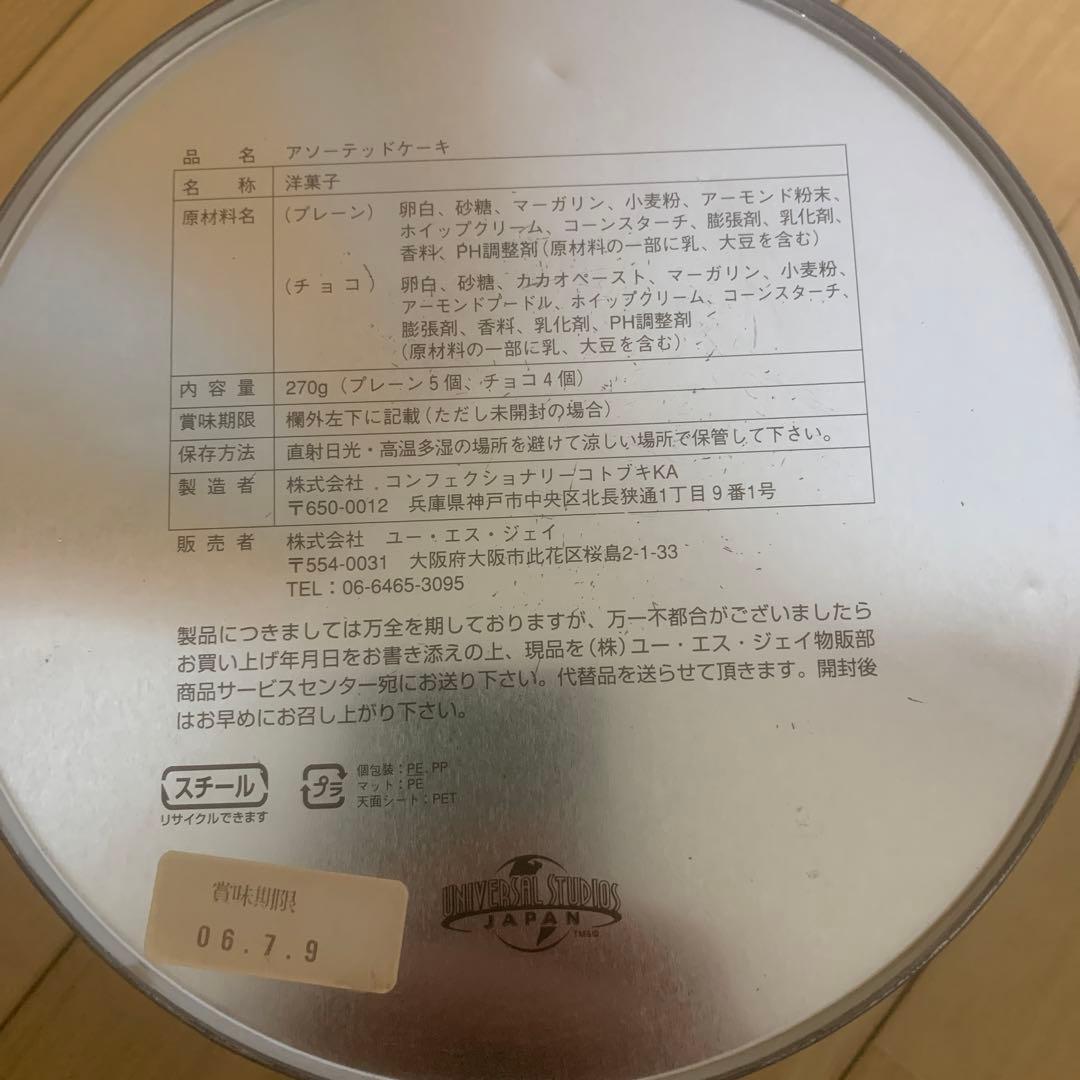 品名 アソーテッドケーキ
名称 洋菓子
原材料名 (プレーン) 卵白、砂糖、マーガリン、小麦粉、アーモンド粉末、
ホイップクリーム、コーンスターチ、膨張剤、乳化剤、
香料、PH調整剤(原材料の一部に乳、大豆を含む)
(チョコ) 卵白、砂糖、カカオペースト、マーガリン、小麦粉、
アーモンドプードル、ホイップクリーム、コーンスターチ、
膨張剤、香料、乳化剤、PH調整剤
(原材料の一部に乳、大豆を含む)
内容量 270g(プレーン5個、チョコ4個)
賞味期限 欄外左下に記載(ただし未開封の場合)
保存方法 直射日光・高温多湿の場所を避けて涼しい場所で保管して下さい。
製造者 株式会社 コンフェクショナリーコトブキKA
〒650-0012 兵庫県神戸市中央区北長狭通1丁目9番1号
販売者 株式会社 ユー・エス・ジェイ
〒554-0031 大阪府大阪市此花区桜島2-1-33
TEL:06-6465-3095
製品につきましては万全を期しておりますが、万一不都合がございましたら
お買い上げ年月日をお書き添えの上、現品を(株)ユー・エス・ジェイ物販部
商品サービスセンター宛にお送り下さい。代替品を送らせて頂きます。開封後
はお早めにお召し上がり下さい。
スチール
リサイクルできます
プラ
個包装:PE、PP
マット:PE
天面シート:PET
賞味期限
06.7.9
UNIVERSAL STUDIOS
JAPAN
TM&©